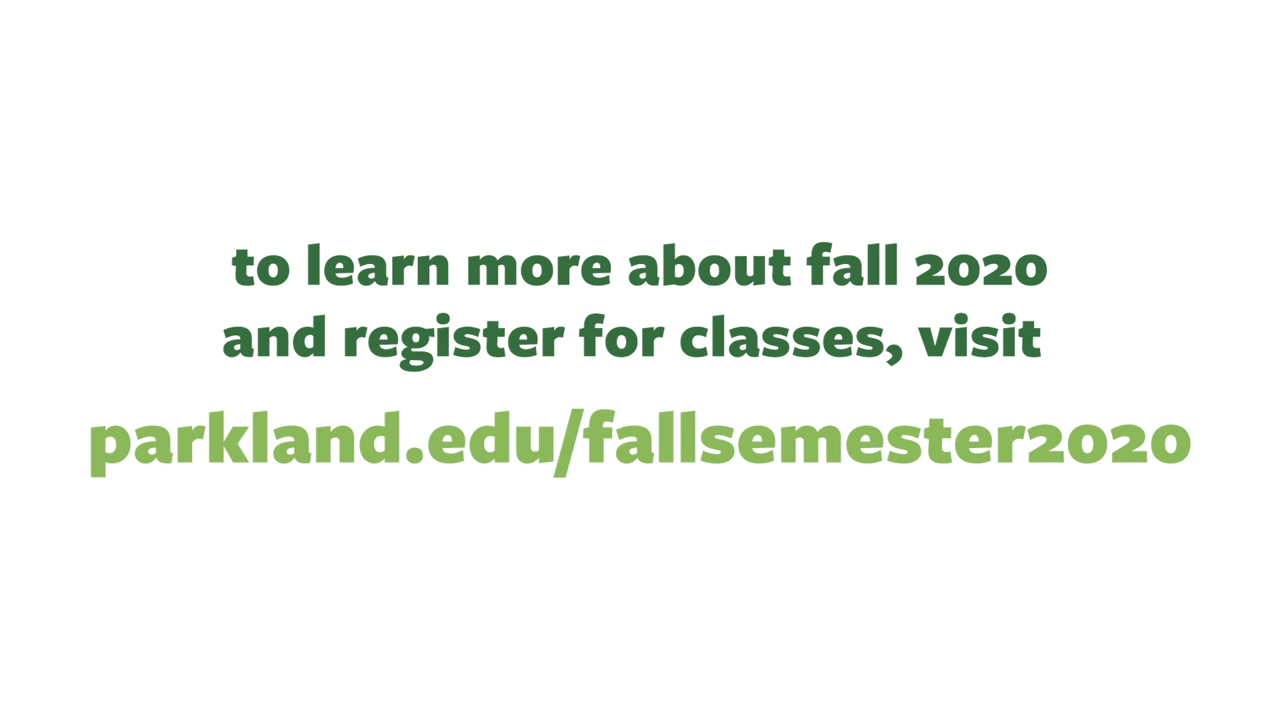 to learn more about fall 2020
and register for classes, visit
parkland.edu/fallsemester2020